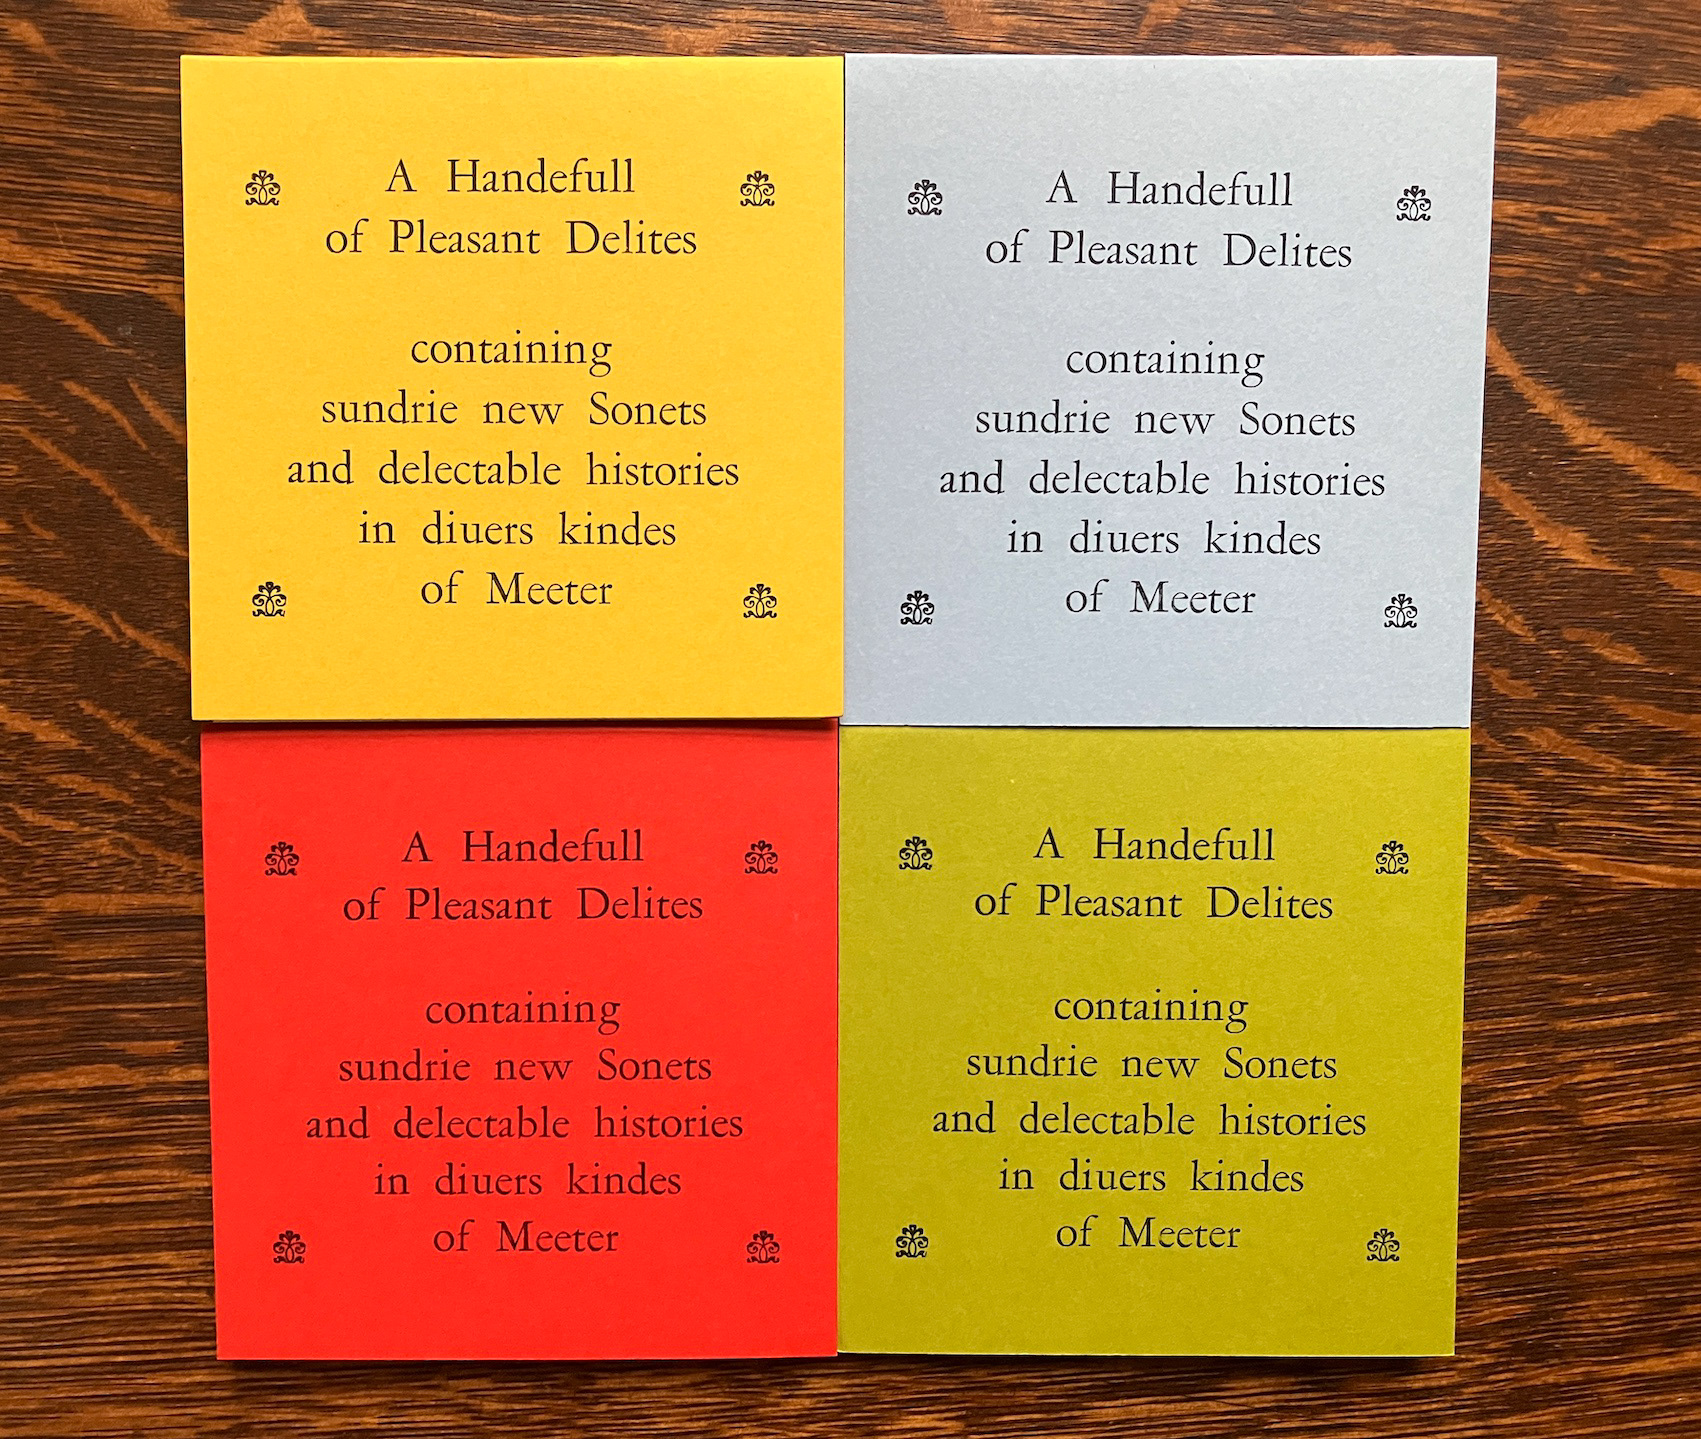 A Handefull
of Pleasant Delites
containing
sundrie new Sonets
and delectable histories
in diuers kindes
of Meeter
A Handefull
of Pleasant Delites
containing
sundrie new Sonets
and delectable histories
in diuers kindes
of Meeter
A Handefull
of Pleasant Delites
containing
sundrie new Sonets
and delectable histories
in diuers kindes
of Meeter
A Handefull
of Pleasant Delites
containing
sundrie new Sonets
and delectable histories
in diuers kindes
of Meeter